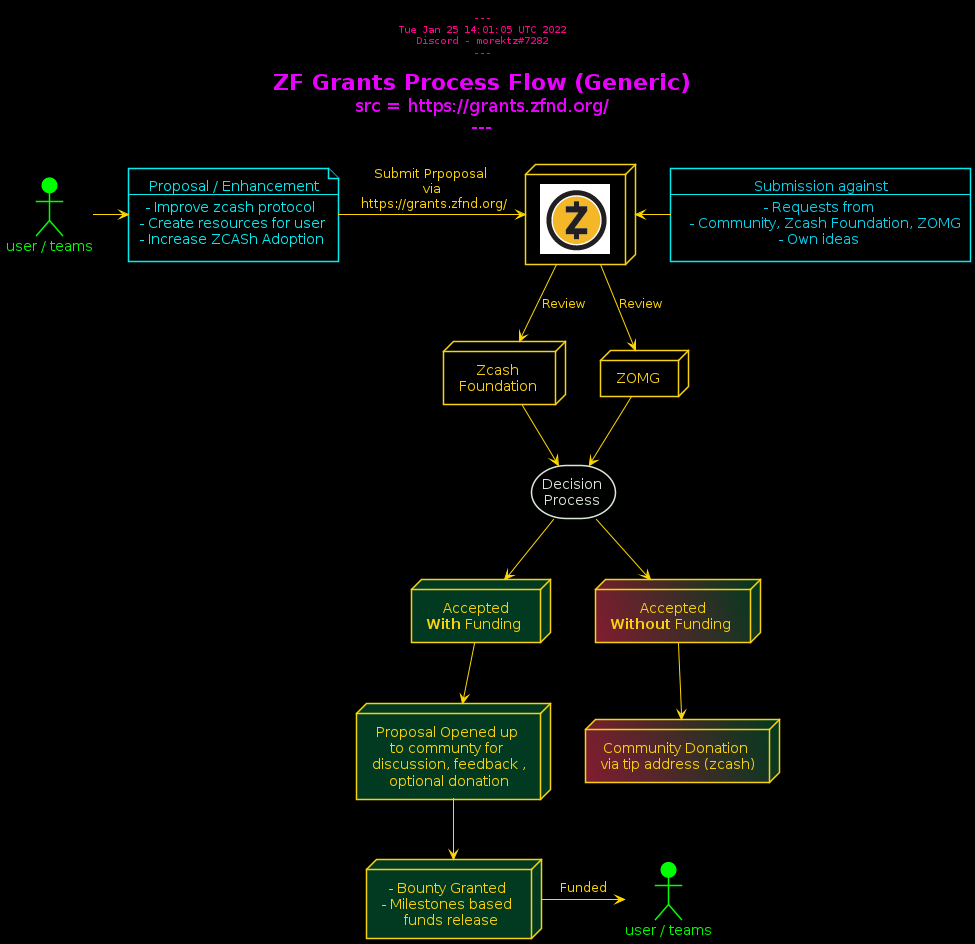 ---
Tue Jan 25 14:01:05 UTC 2022
Discord - morektz#7282
---
ZF Grants Process Flow (Generic)
src = https://grants.zfnd.org/
---
user / teams
Proposal / Enhancement
- Improve zcash protocol
- Create resources for user
- Increase ZCASh Adoption
Submit Prpoposal
via
https://grants.zfnd.org/
Submission against
- Requests from
- Community, Zcash Foundation, ZOMG
- Own ideas
Review
Review
Zcash
Foundation
ZOMG
Decision
Process
Accepted
With Funding
Accepted
Without Funding
Proposal Opened up
to communty for
discussion, feedback ,
optional donation
Community Donation
via tip address (zcash)
- Bounty Granted
- Milestones based
funds release
Funded
user / teams